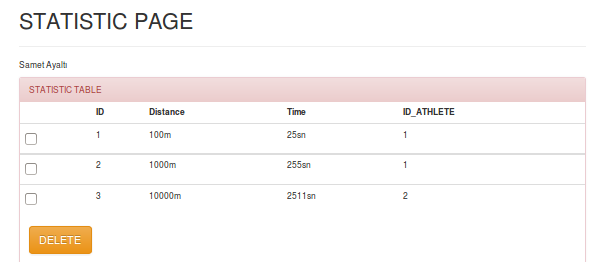 STATISTIC PAGE
Samet Ayaltı
STATISTIC TABLE
ID Distance Time ID_ATHLETE
1 100m 25sn 1
2 1000m 255sn 1
3 10000m 2511sn 2
DELETE